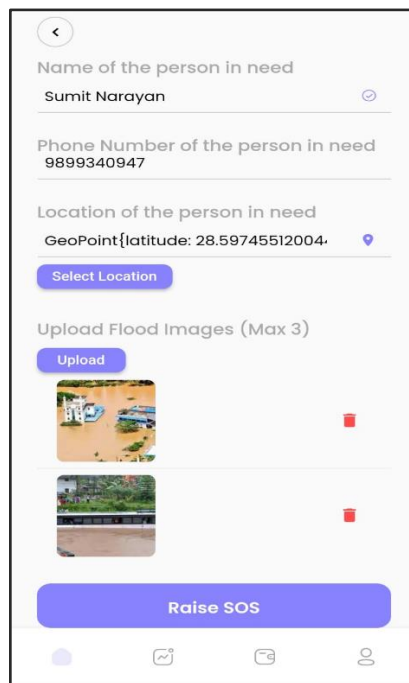 Name of the person in need
Sumit Narayan
Phone Number of the person in need
9899340947
Location of the person in need
GeoPoint{latitude: 28.59745512004
Select Location
Upload Flood Images (Max 3)
Upload
Raise SOS